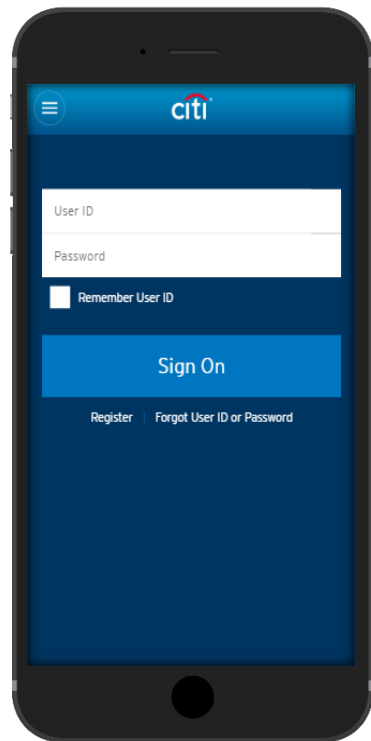 citi
User ID
Password
Remember User ID
Sign On
Register | Forgot User ID or Password